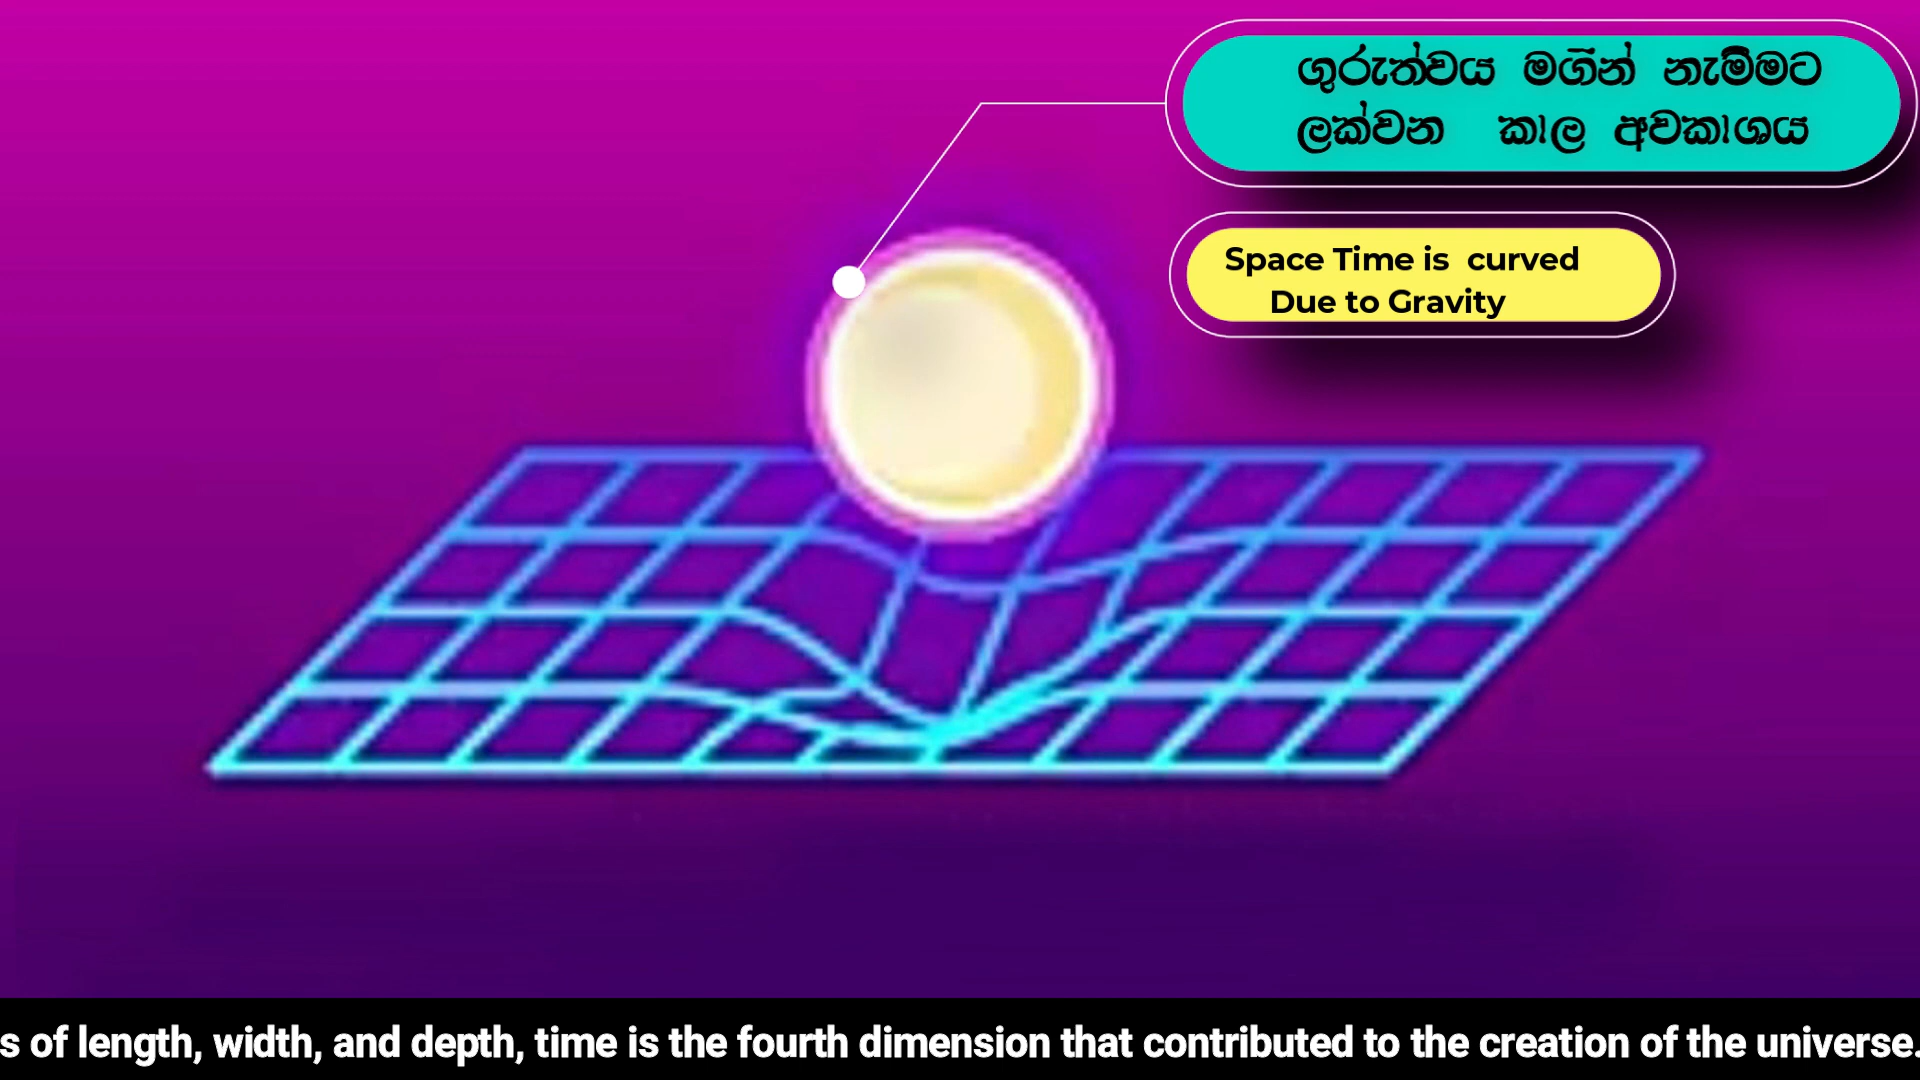 ගුරුත්වය මගින් නැම්මට
ලක්වන කාල අවකාශය
Space Time is curved
Due to Gravity
s of length, width, and depth, time is the fourth dimension that contributed to the creation of the universe.